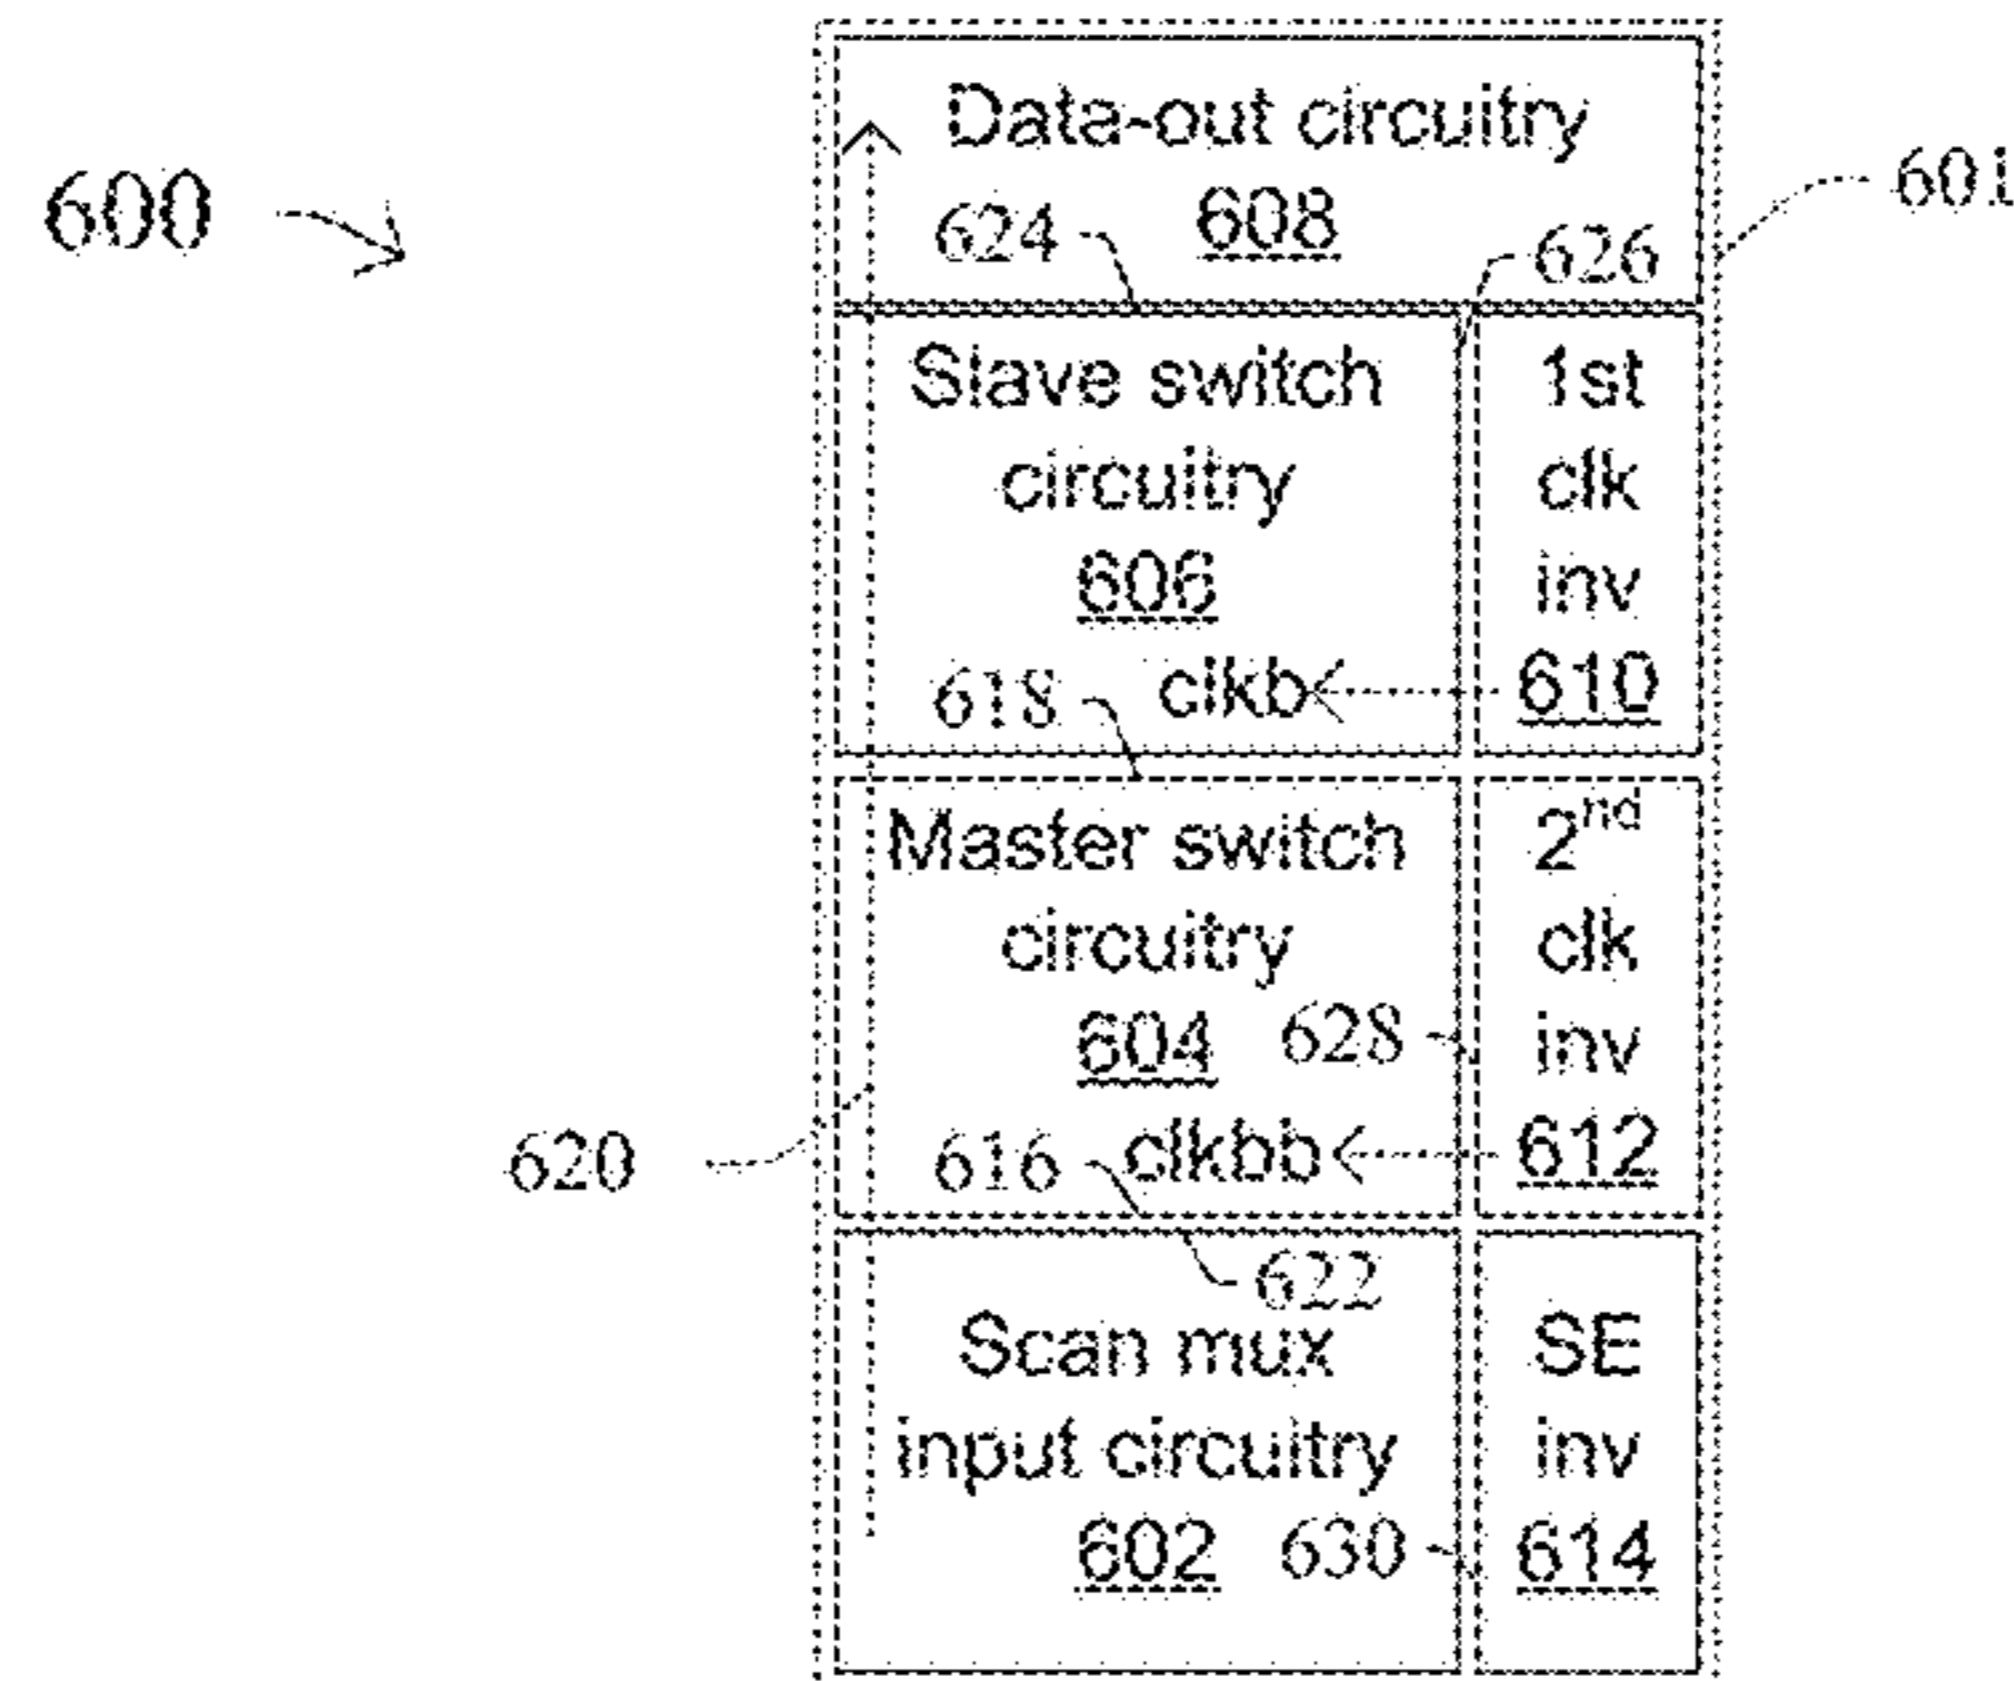 Data-out circuitry
608
600
601
624
626
Slave switch
circuitry
606
618
clkb
1st
clk
inv
610
Master switch
circuitry
604
628
620
616
clkbb
2nd
clk
inv
612
622
Scan mux
input circuitry
602
630
SE
inv
614